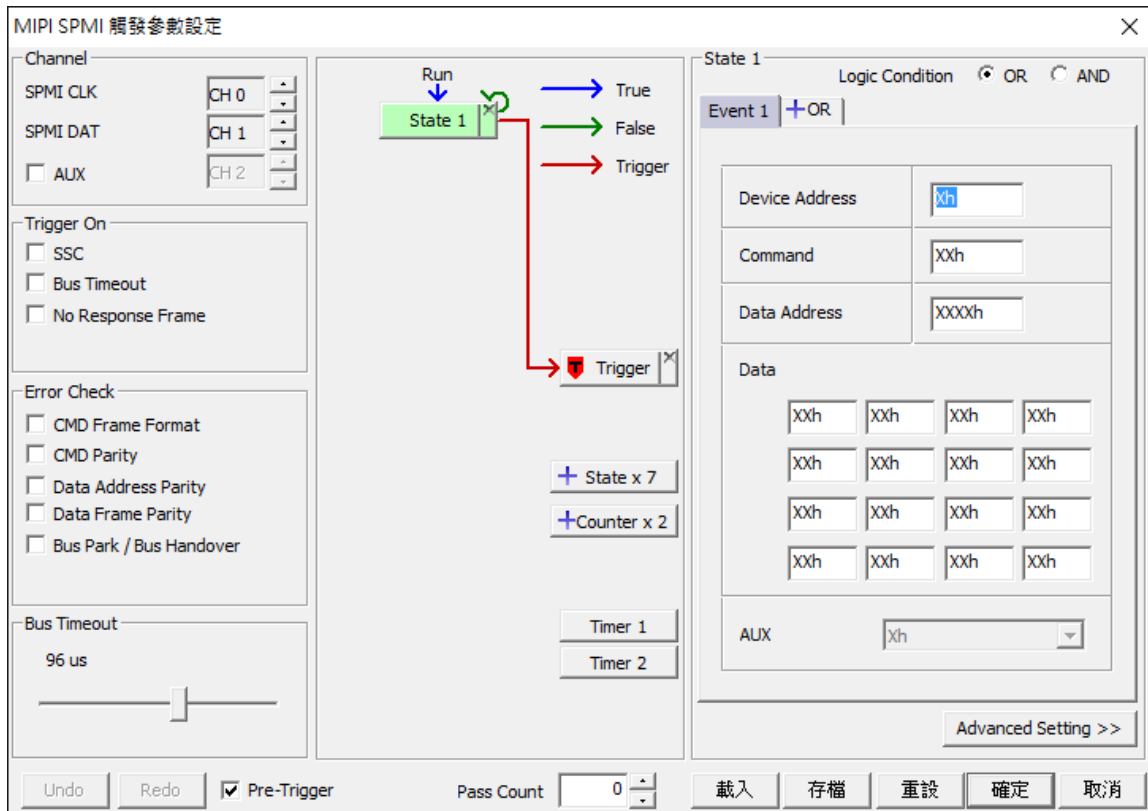 MIPI SPMI 觸發參數設定
Channel
SPMI CLK
CH 0
SPMI DAT
CH 1
AUX
CH 2
Trigger On
SSC
Bus Timeout
No Response Frame
Error Check
CMD Frame Format
CMD Parity
Data Address Parity
Data Frame Parity
Bus Park / Bus Handover
Bus Timeout
96 us
Run
State 1
True
False
Trigger
T Trigger
+ State x 7
+Counter x 2
Timer 1
Timer 2
State 1
Logic Condition OR AND
Event 1 +OR
Device Address Xh
Command XXh
Data Address XXXXh
Data
XXh XXh XXh XXh
XXh XXh XXh XXh
XXh XXh XXh XXh
XXh XXh XXh XXh
AUX Xh
Advanced Setting >>
Undo Redo Pre-Trigger Pass Count 0 載入 存檔 重設 確定 取消